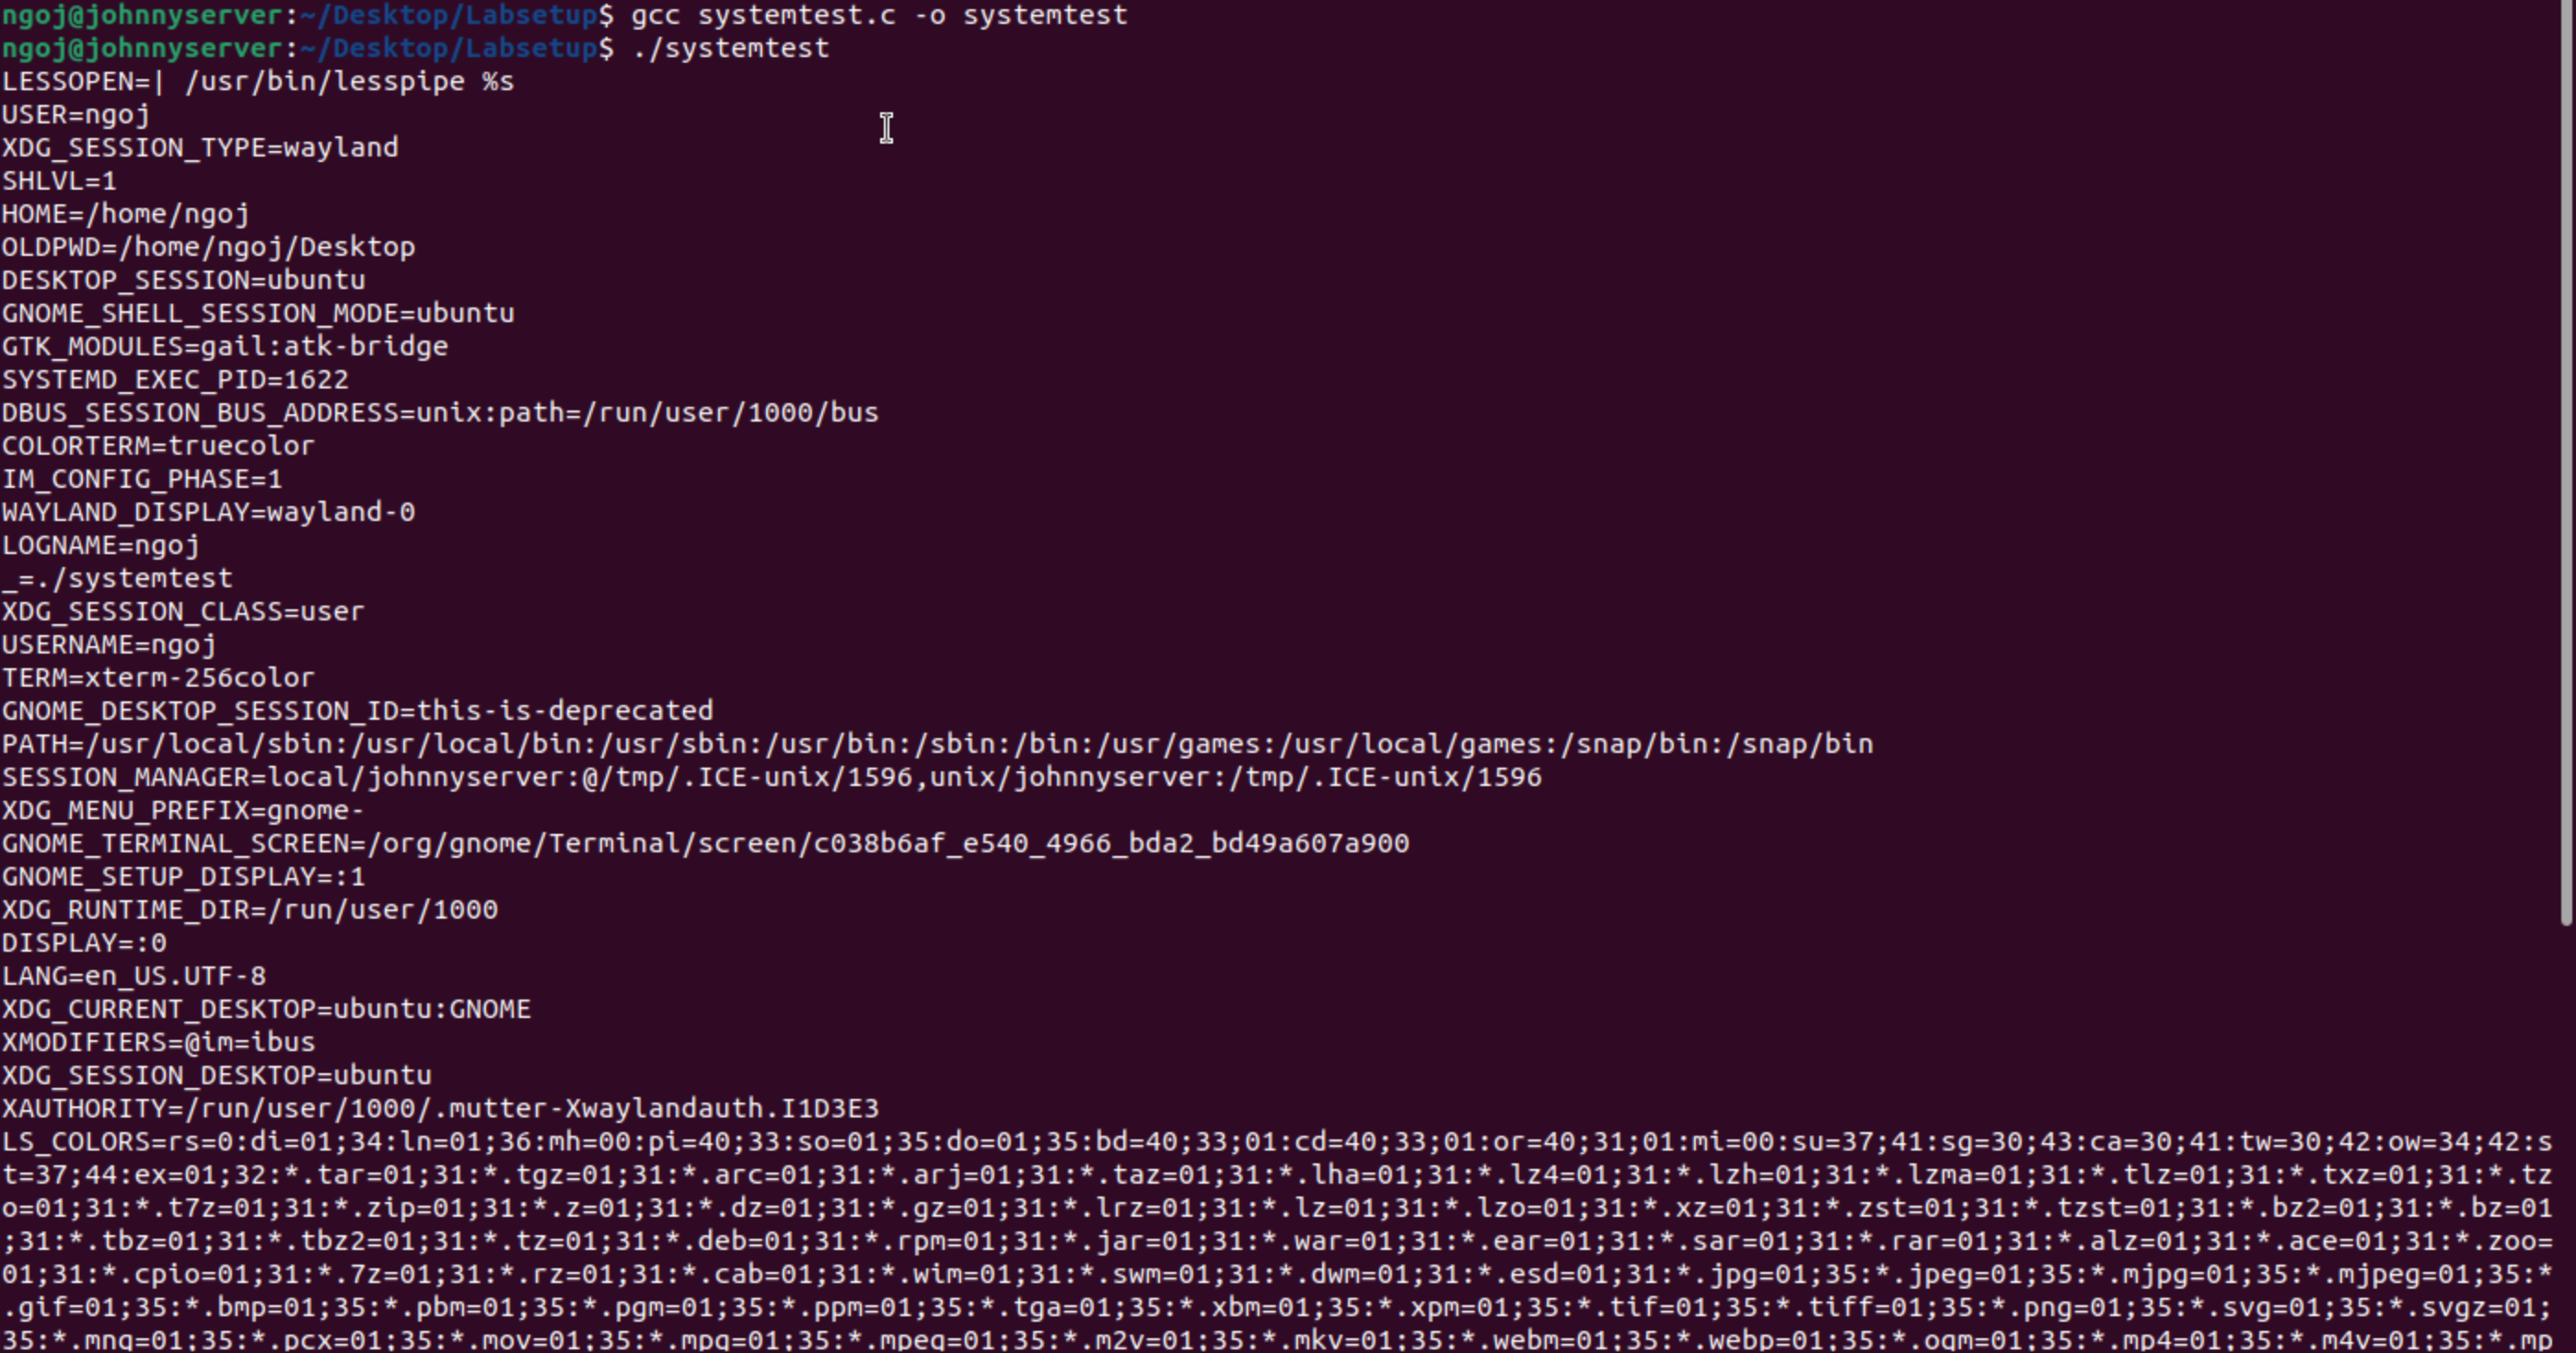 ngoj@johnnyserver:~/Desktop/Labsetup$ gcc systemtest.c -o systemtest
ngoj@johnnyserver:~/Desktop/Labsetup$ ./systemtest
LESSOPEN=| /usr/bin/lesspipe %s
USER=ngoj
XDG_SESSION_TYPE=wayland
SHLVL=1
HOME=/home/ngoj
OLDPWD=/home/ngoj/Desktop
DESKTOP_SESSION=ubuntu
GNOME_SHELL_SESSION_MODE=ubuntu
GTK_MODULES=gail:atk-bridge
SYSTEMD_EXEC_PID=1622
DBUS_SESSION_BUS_ADDRESS=unix:path=/run/user/1000/bus
COLORTERM=truecolor
IM_CONFIG_PHASE=1
WAYLAND_DISPLAY=wayland-0
LOGNAME=ngoj
_=./systemtest
XDG_SESSION_CLASS=user
USERNAME=ngoj
TERM=xterm-256color
GNOME_DESKTOP_SESSION_ID=this-is-deprecated
PATH=/usr/local/sbin:/usr/local/bin:/usr/sbin:/usr/bin:/sbin:/bin:/usr/games:/usr/local/games:/snap/bin:/snap/bin
SESSION_MANAGER=local/johnnyserver:@/tmp/.ICE-unix/1596,unix/johnnyserver:/tmp/.ICE-unix/1596
XDG_MENU_PREFIX=gnome-
GNOME_TERMINAL_SCREEN=/org/gnome/Terminal/screen/c038b6af_e540_4966_bda2_bd49a607a900
GNOME_SETUP_DISPLAY=:1
XDG_RUNTIME_DIR=/run/user/1000
DISPLAY=:0
LANG=en_US.UTF-8
XDG_CURRENT_DESKTOP=ubuntu:GNOME
XMODIFIERS=@im=ibus
XDG_SESSION_DESKTOP=ubuntu
XAUTHORITY=/run/user/1000/.mutter-Xwaylandauth.I1D3E3
LS_COLORS=rs=0:di=01;34:ln=01;36:mh=00:pi=40;33:so=01;35:do=01;35:bd=40;33;01:cd=40;33;01:or=40;31;01:mi=00:su=37;41:sg=30;43:ca=30;41:tw=30;42:ow=34;42:s
t=37;44:ex=01;32:*.tar=01;31:*.tgz=01;31:*.arc=01;31:*.arj=01;31:*.taz=01;31:*.lha=01;31:*.lz4=01;31:*.lzh=01;31:*.lzma=01;31:*.tlz=01;31:*.txz=01;31:*.tz
o=01;31:*.t7z=01;31:*.zip=01;31:*.z=01;31:*.dz=01;31:*.gz=01;31:*.lrz=01;31:*.lz=01;31:*.lzo=01;31:*.xz=01;31:*.zst=01;31:*.tzst=01;31:*.bz2=01;31:*.bz=01
;31:*.tbz=01;31:*.tbz2=01;31:*.tz=01;31:*.deb=01;31:*.rpm=01;31:*.jar=01;31:*.war=01;31:*.ear=01;31:*.sar=01;31:*.rar=01;31:*.alz=01;31:*.ace=01;31:*.zoo=
01;31:*.cpio=01;31:*.7z=01;31:*.rz=01;31:*.cab=01;31:*.wim=01;31:*.swm=01;31:*.dwm=01;31:*.esd=01;31:*.jpg=01;35:*.jpeg=01;35:*.mjpg=01;35:*.mjpeg=01;35:*
.gif=01;35:*.bmp=01;35:*.pbm=01;35:*.pgm=01;35:*.ppm=01;35:*.tga=01;35:*.xbm=01;35:*.xpm=01;35:*.tif=01;35:*.tiff=01;35:*.png=01;35:*.svg=01;35:*.svgz=01;
35:*.mng=01;35:*.pcx=01;35:*.mov=01;35:*.mpg=01;35:*.mpeg=01;35:*.m2v=01;35:*.mkv=01;35:*.webm=01;35:*.webp=01;35:*.ogm=01;35:*.mp4=01;35:*.m4v=01;35:*.mp